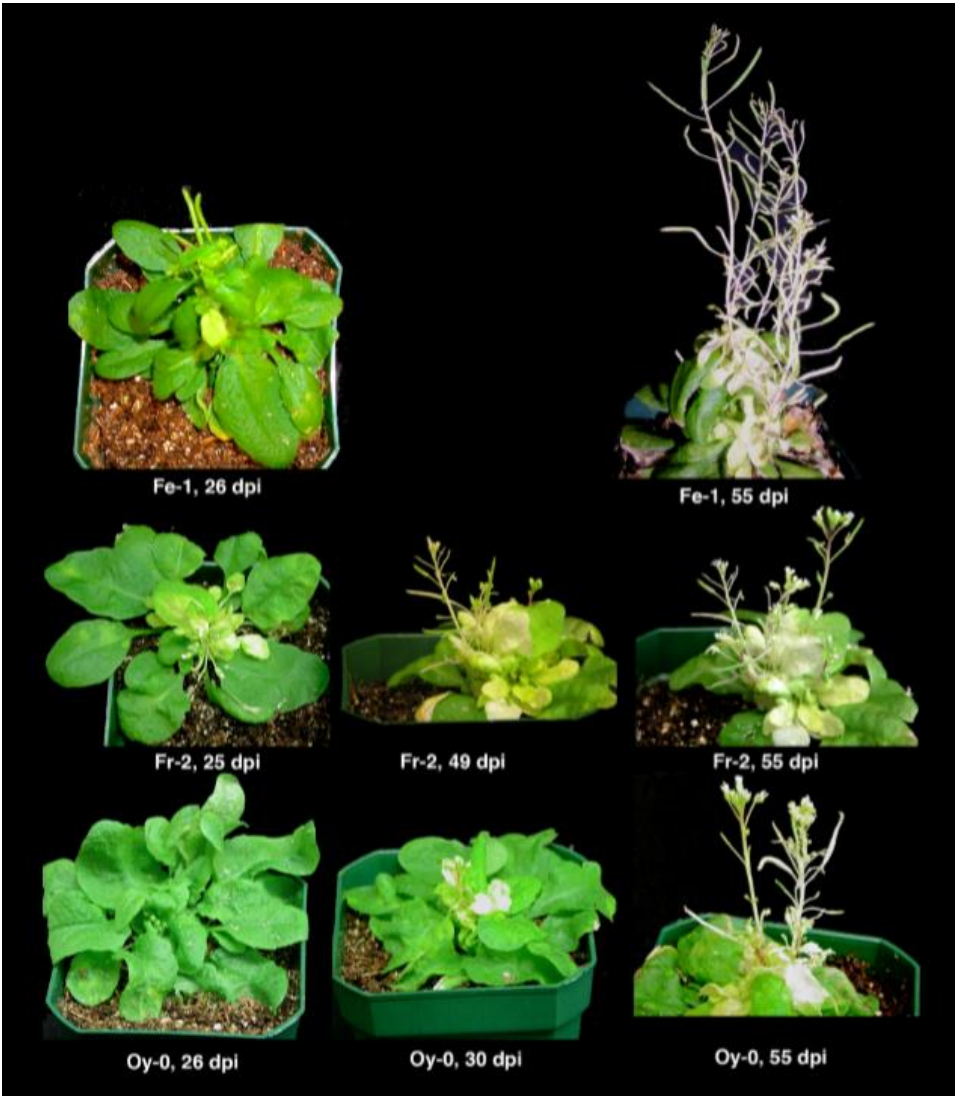 Fe-1, 26 dpi
Fe-1, 55 dpi
Fr-2, 25 dpi
Fr-2, 49 dpi
Fr-2, 55 dpi
Oy-0, 26 dpi
Oy-0, 30 dpi
Oy-0, 55 dpi